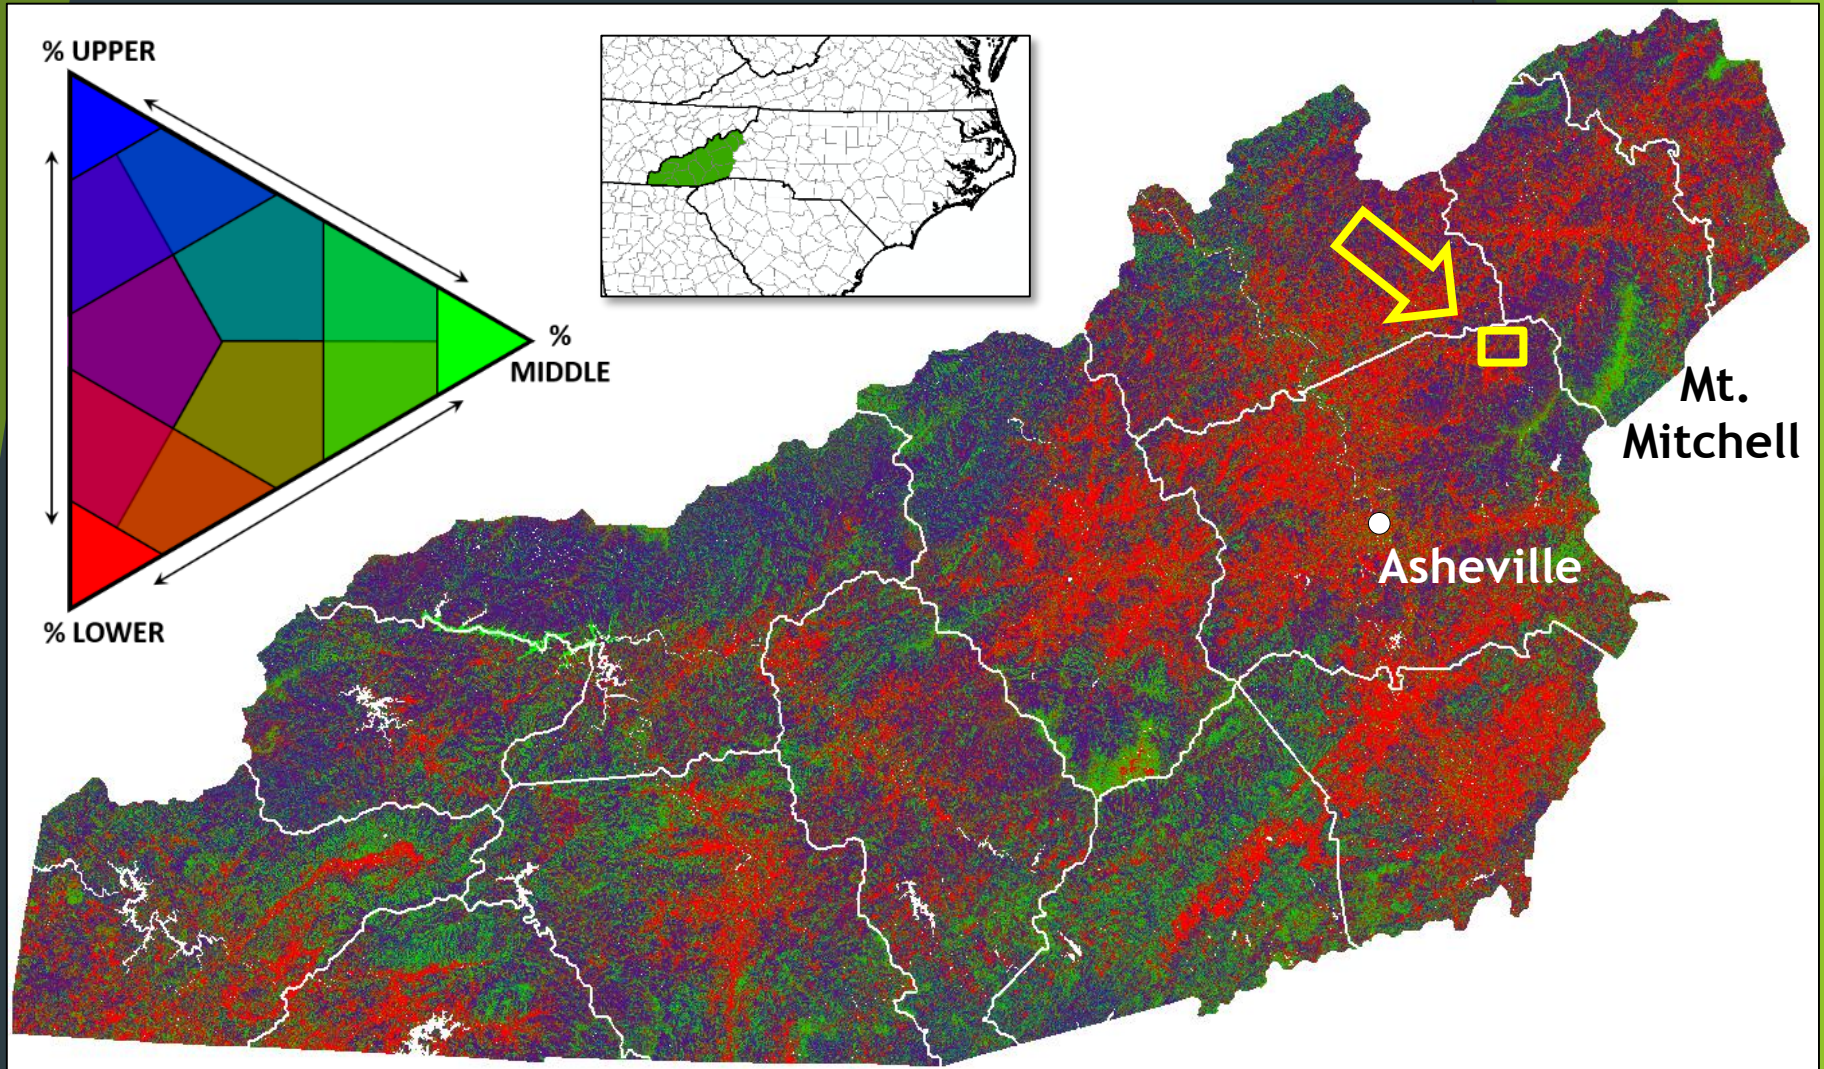 % UPPER
%
MIDDLE
% LOWER
Mt.
Mitchell
Asheville